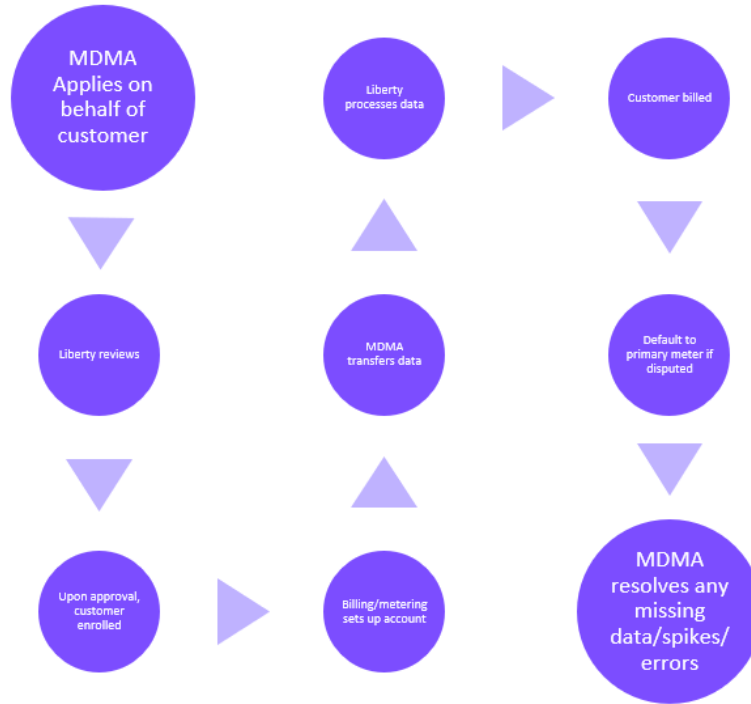 MDMA
Applies on
behalf of
customer
Liberty reviews
Upon approval,
customer
enrolled
Billing/metering
sets up account
MDMA
transfers data
Liberty
processes data
Customer billed
Default to
primary meter if
disputed
MDMA
resolves any
missing
data/spikes/
errors